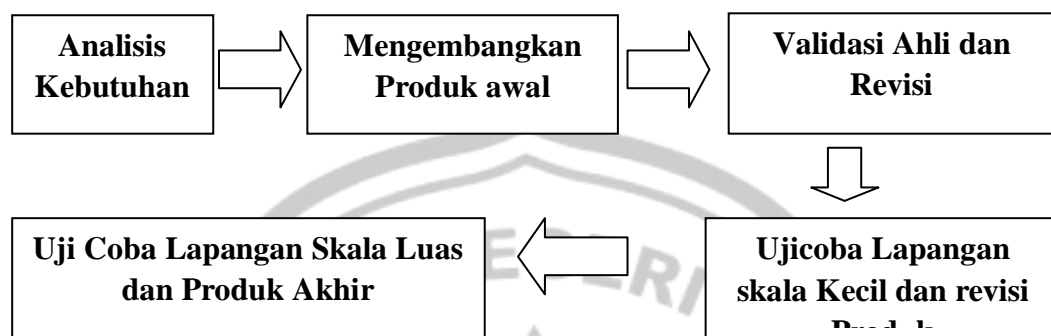 Analisis
Kebutuhan
Mengembangkan
Produk awal
Validasi Ahli dan
Revisi
Ujicoba Lapangan
skala Kecil dan revisi
Produk
Uji Coba Lapangan Skala Luas
dan Produk Akhir